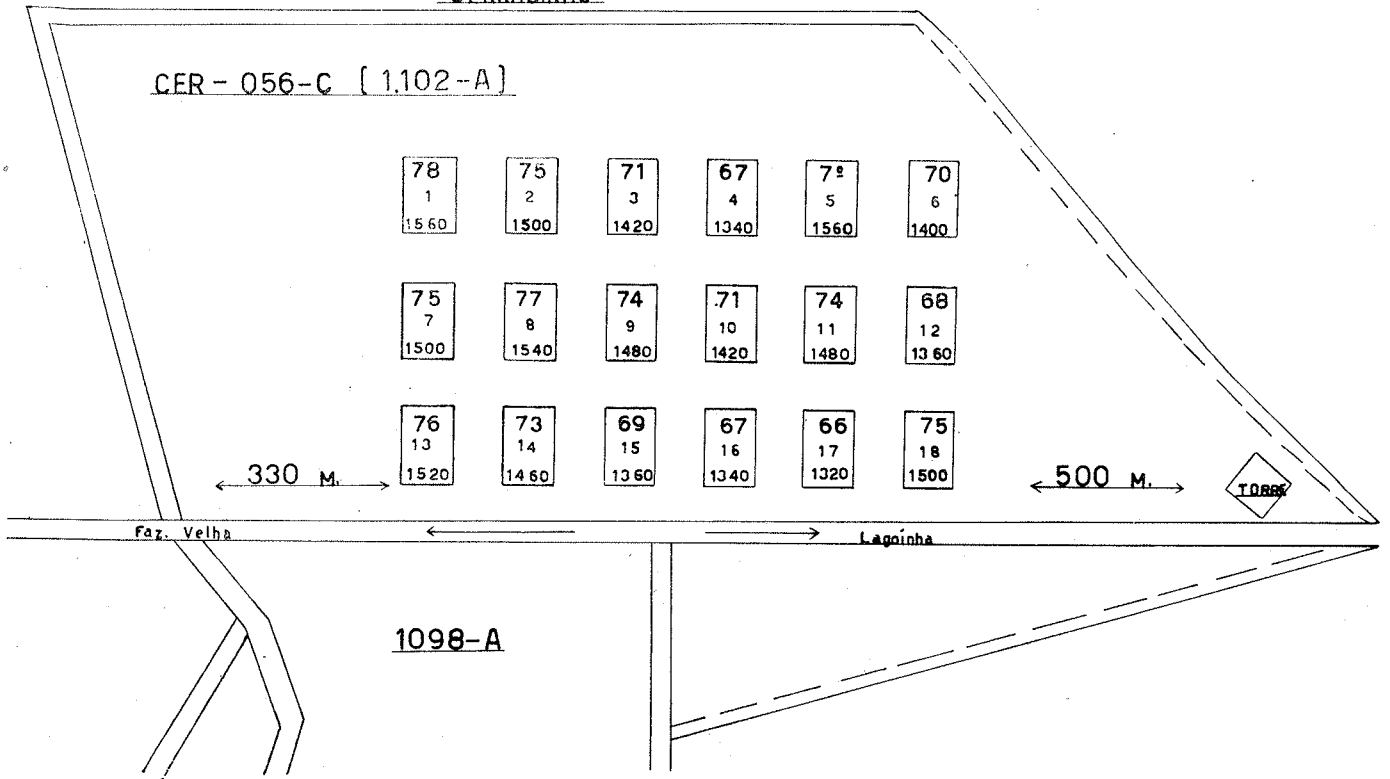 CER - 056-C [1.102-A]
78 75 71 67 7º 70
1 2 3 4 5 6
1560 1500 1420 1340 1560 1400
75 77 74 71 74 68
7 8 9 10 11 12
1500 1540 1480 1420 1480 1360
76 73 69 67 66 75
13 14 15 16 17 18
1520 1460 1360 1340 1320 1500
330 M. 500 M. TORRE
Faz. Velha Lagoinha
1098-A